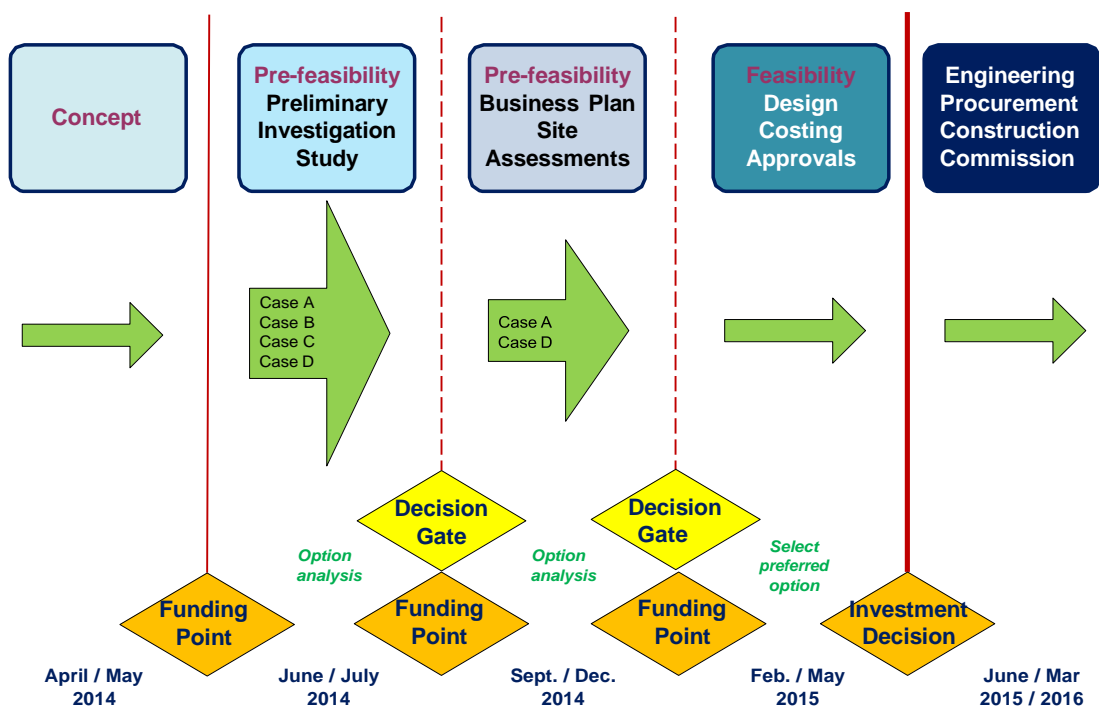 Concept
Pre-feasibility
Preliminary
Investigation
Study
Pre-feasibility
Business Plan
Site
Assessments
Feasibility
Design
Costing
Approvals
Engineering
Procurement
Construction
Commission
Case A
Case B
Case C
Case D
Case A
Case D
Decision
Gate
Decision
Gate
Option
analysis
Option
analysis
Select
preferred
option
Funding
Point
Funding
Point
Funding
Point
Investment
Decision
April / May
2014
June / July
2014
Sept. / Dec.
2014
Feb. / May
2015
June / Mar
2015 / 2016